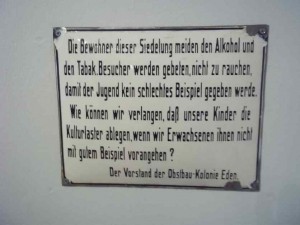 Die Bewohner dieser Siedelung meiden den Alkohol und
den Tabak. Besucher werden gebeten, nicht zu rauchen,
damit der Jugend kein schlechtes Beispiel gegeben werde.
Wie können wir verlangen, daß unsere Kinder die
Kulturlaster ablegen, wenn wir Erwachsenen ihnen nicht
mit gutem Beispiel vorangehen?
Der Vorstand der Obstbau-Kolonie Eden.